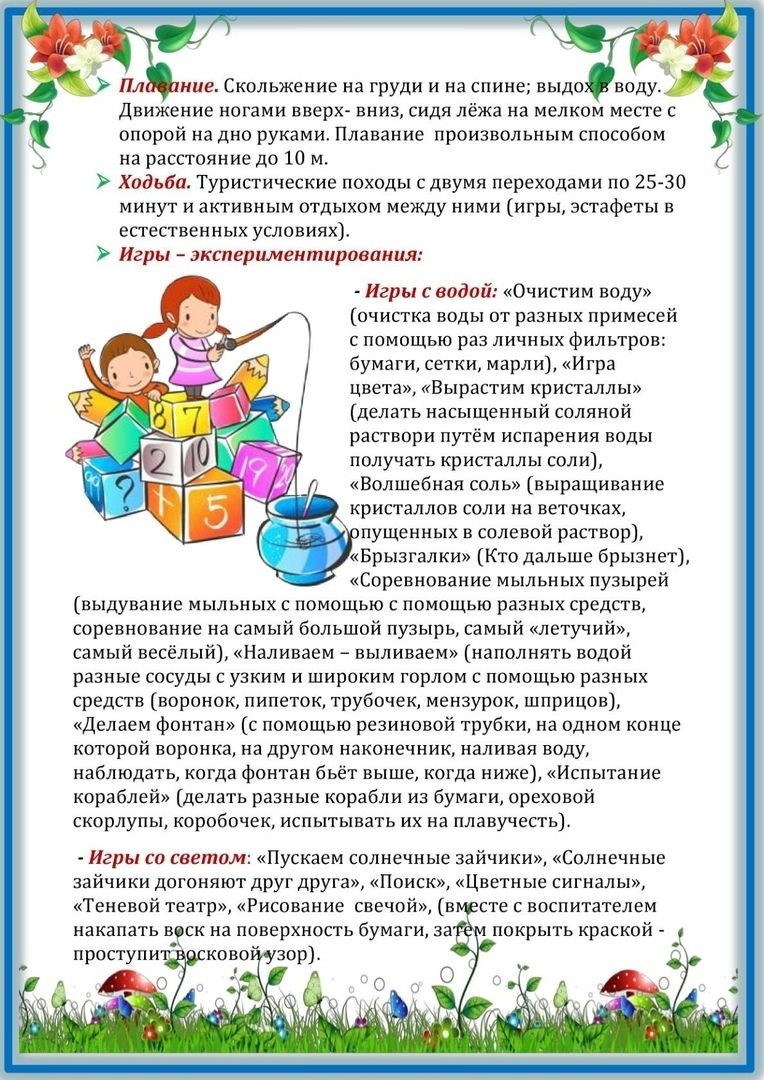 ➢ Плавание. Скольжение на груди и на спине; выдох в воду.
Движение ногами вверх- вниз, сидя лёжа на мелком месте с
опорой на дно руками. Плавание произвольным способом
на расстояние до 10 м.
➢ Ходьба. Туристические походы с двумя переходами по 25-30
минут и активным отдыхом между ними (игры, эстафеты в
естественных условиях).
➢ Игры – экспериментирования:
- Игры с водой: «Очистим воду»
(очистка воды от разных примесей
с помощью раз личных фильтров:
бумаги, сетки, марли), «Игра
цвета», «Вырастим кристаллы»
(делать насыщенный соляной
раствори путём испарения воды
получать кристаллы соли),
«Волшебная соль» (выращивание
кристаллов соли на веточках,
опущенных в солевой раствор),
«Брызгалки» (Кто дальше брызнет),
«Соревнование мыльных пузырей
(выдувание мыльных с помощью с помощью разных средств,
соревнование на самый большой пузырь, самый «летучий»,
самый весёлый), «Наливаем – выливаем» (наполнять водой
разные сосуды с узким и широким горлом с помощью разных
средств (воронок, пипеток, трубочек, мензурок, шприцов),
«Делаем фонтан» (с помощью резиновой трубки, на одном конце
которой воронка, на другом наконечник, наливая воду,
наблюдать, когда фонтан бьёт выше, когда ниже), «Испытание
кораблей» (делать разные корабли из бумаги, ореховой
скорлупы, коробочек, испытывать их на плавучесть).
- Игры со светом: «Пускаем солнечные зайчики», «Солнечные
зайчики догоняют друг друга», «Поиск», «Цветные сигналы»,
«Теневой театр», «Рисование свечой», (вместе с воспитателем
накапать воск на поверхность бумаги, затем покрыть краской -
проступит восковой узор).
8 7
2 10
19
?
+ 5